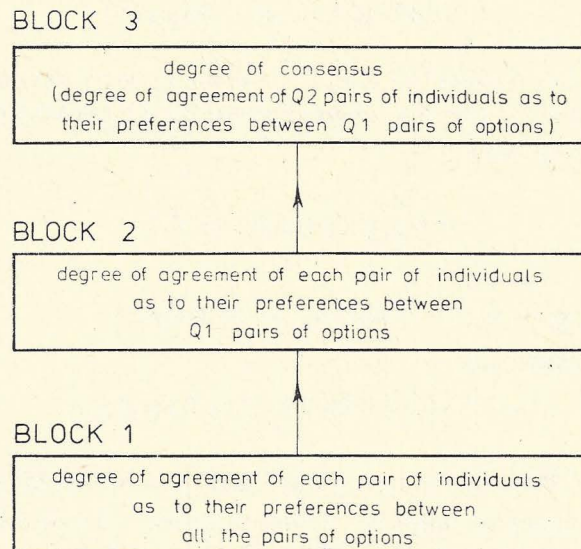 BLOCK 3
degree of consensus
(degree of agreement of Q2 pairs of individuals as to
their preferences between Q1 pairs of options)
BLOCK 2
degree of agreement of each pair of individuals
as to their preferences between
Q1 pairs of options
BLOCK 1
degree of agreement of each pair of individuals
as to their preferences between
all the pairs of options